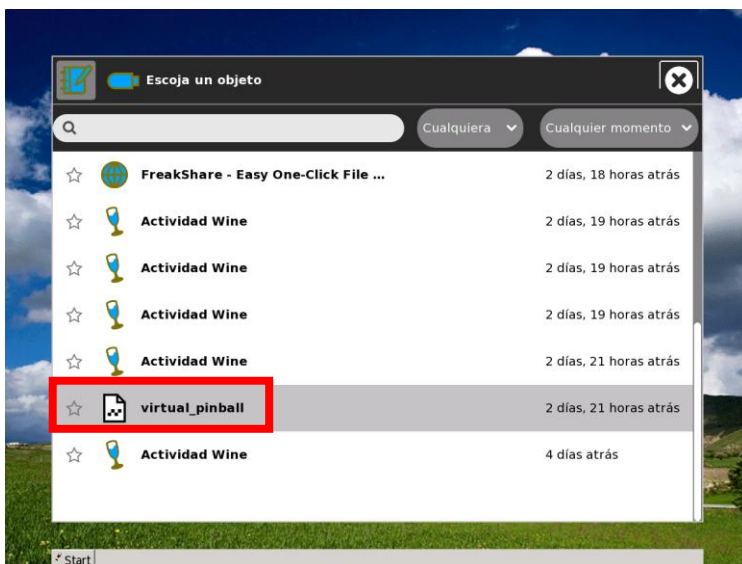 Escoja un objeto
Cualquiera
Cualquier momento
FreakShare - Easy One-Click File ... 2 días, 18 horas atrás
Actividad Wine 2 días, 19 horas atrás
Actividad Wine 2 días, 19 horas atrás
Actividad Wine 2 días, 19 horas atrás
Actividad Wine 2 días, 21 horas atrás
virtual_pinball 2 días, 21 horas atrás
Actividad Wine 4 días atrás
Start